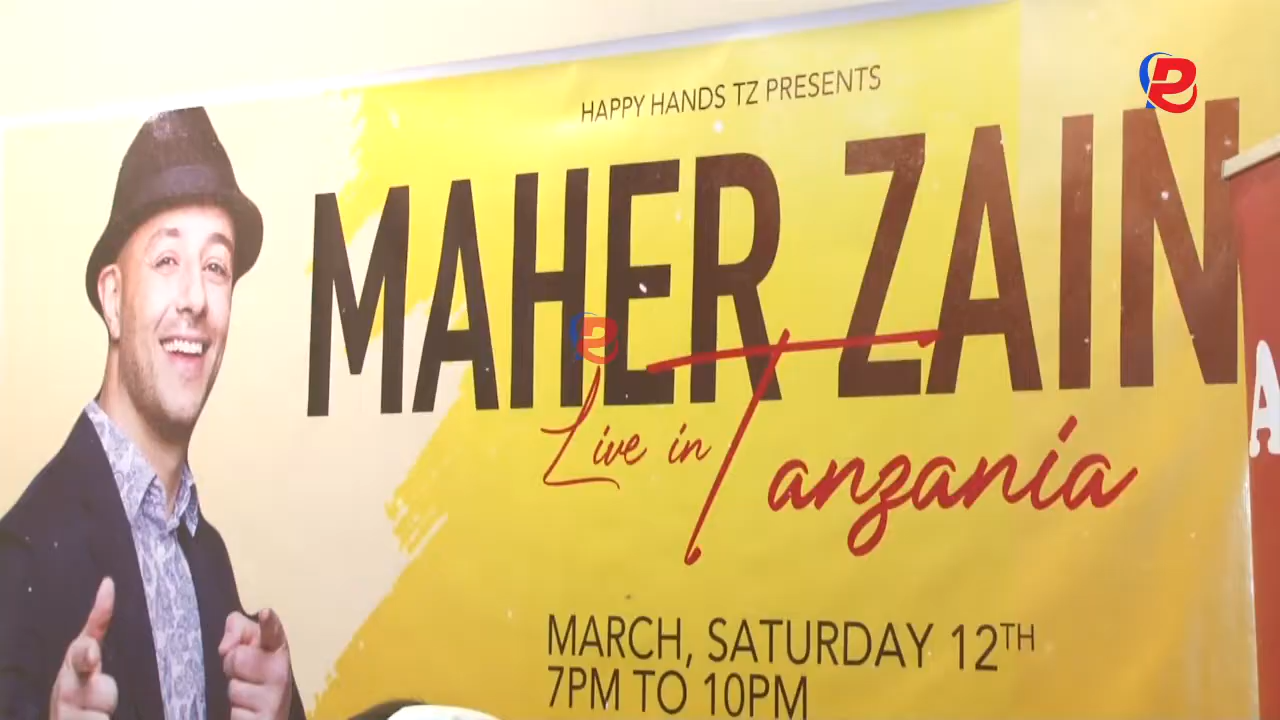 HAPPY HANDS TZ PRESENTS
MAHER ZAIN
Live in Tanzania
MARCH, SATURDAY 12TH
7PM TO 10PM
A